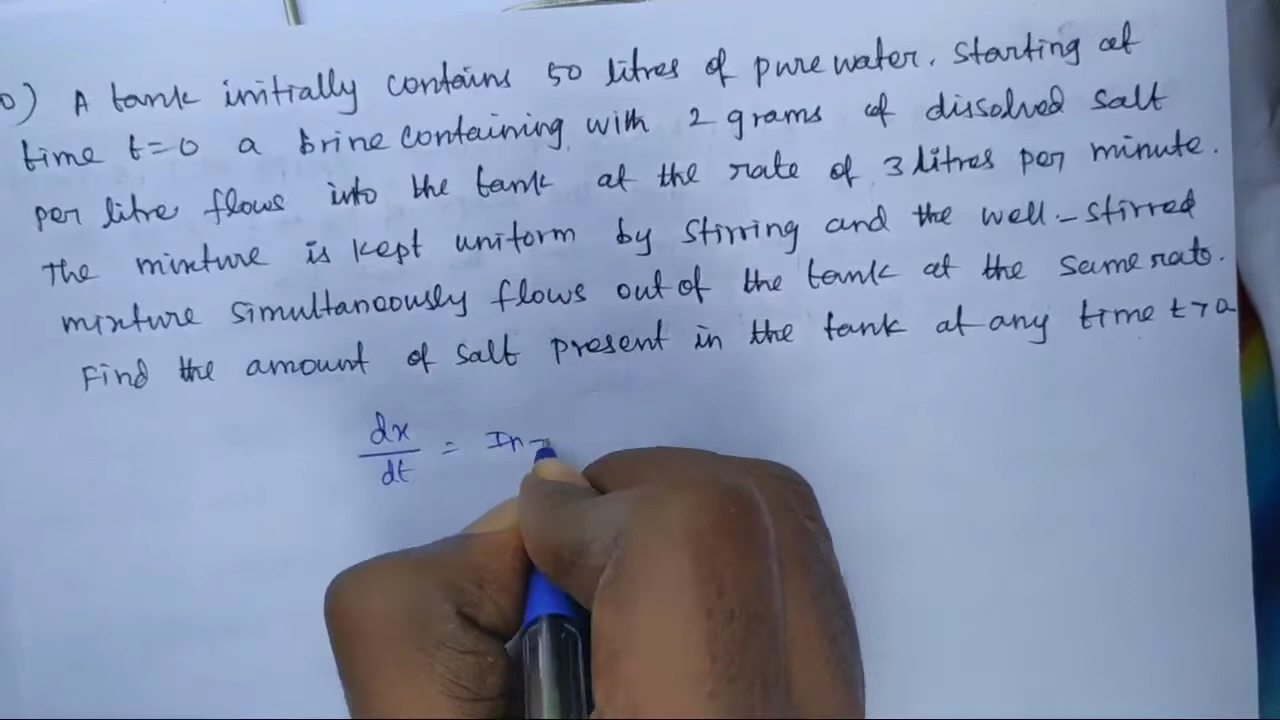 0) A tank initially contains 50 litres of pure water. Starting at
time t=0 a brine containing with 2 grams of dissolved salt
per litre flows into the tank at the rate of 3 litres per minute.
The mixture is kept uniform by stirring and the well-stirred
mixture simultaneously flows out of the tank at the same rate.
Find the amount of salt present in the tank at any time t>0
dx/dt = In -